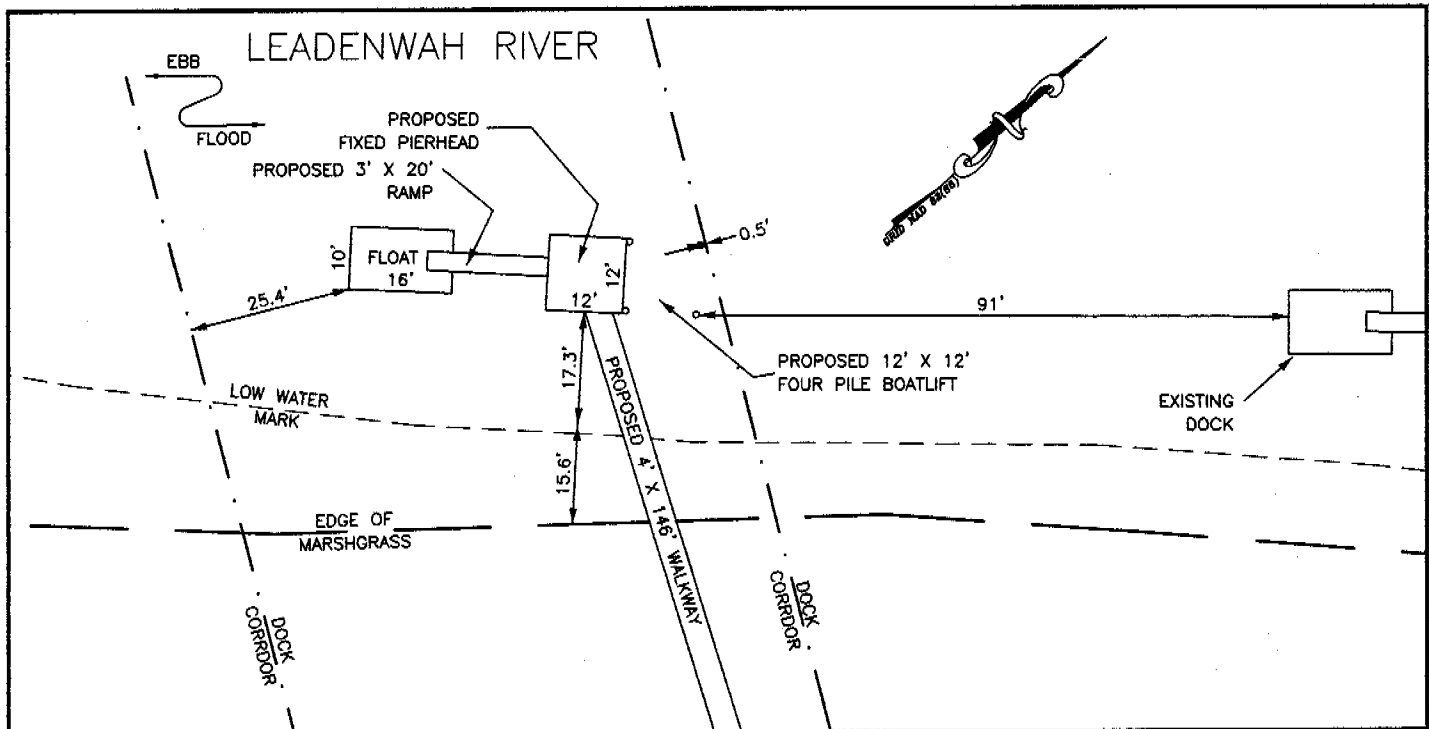 LEADENWAH RIVER
EBB
FLOOD
PROPOSED
FIXED PIERHEAD
PROPOSED 3' X 20'
RAMP
0.5'
10'
FLOAT
16'
12'
12'
25.4'
91'
17.3'
PROPOSED 12' X 12'
FOUR PILE BOATLIFT
EXISTING
DOCK
LOW WATER
MARK
PROPOSED 4' X 146' WALKWAY
15.6'
EDGE OF
MARSHGRASS
DOCK
CORRDOR
DOCK
CORRDOR
GRID NAD